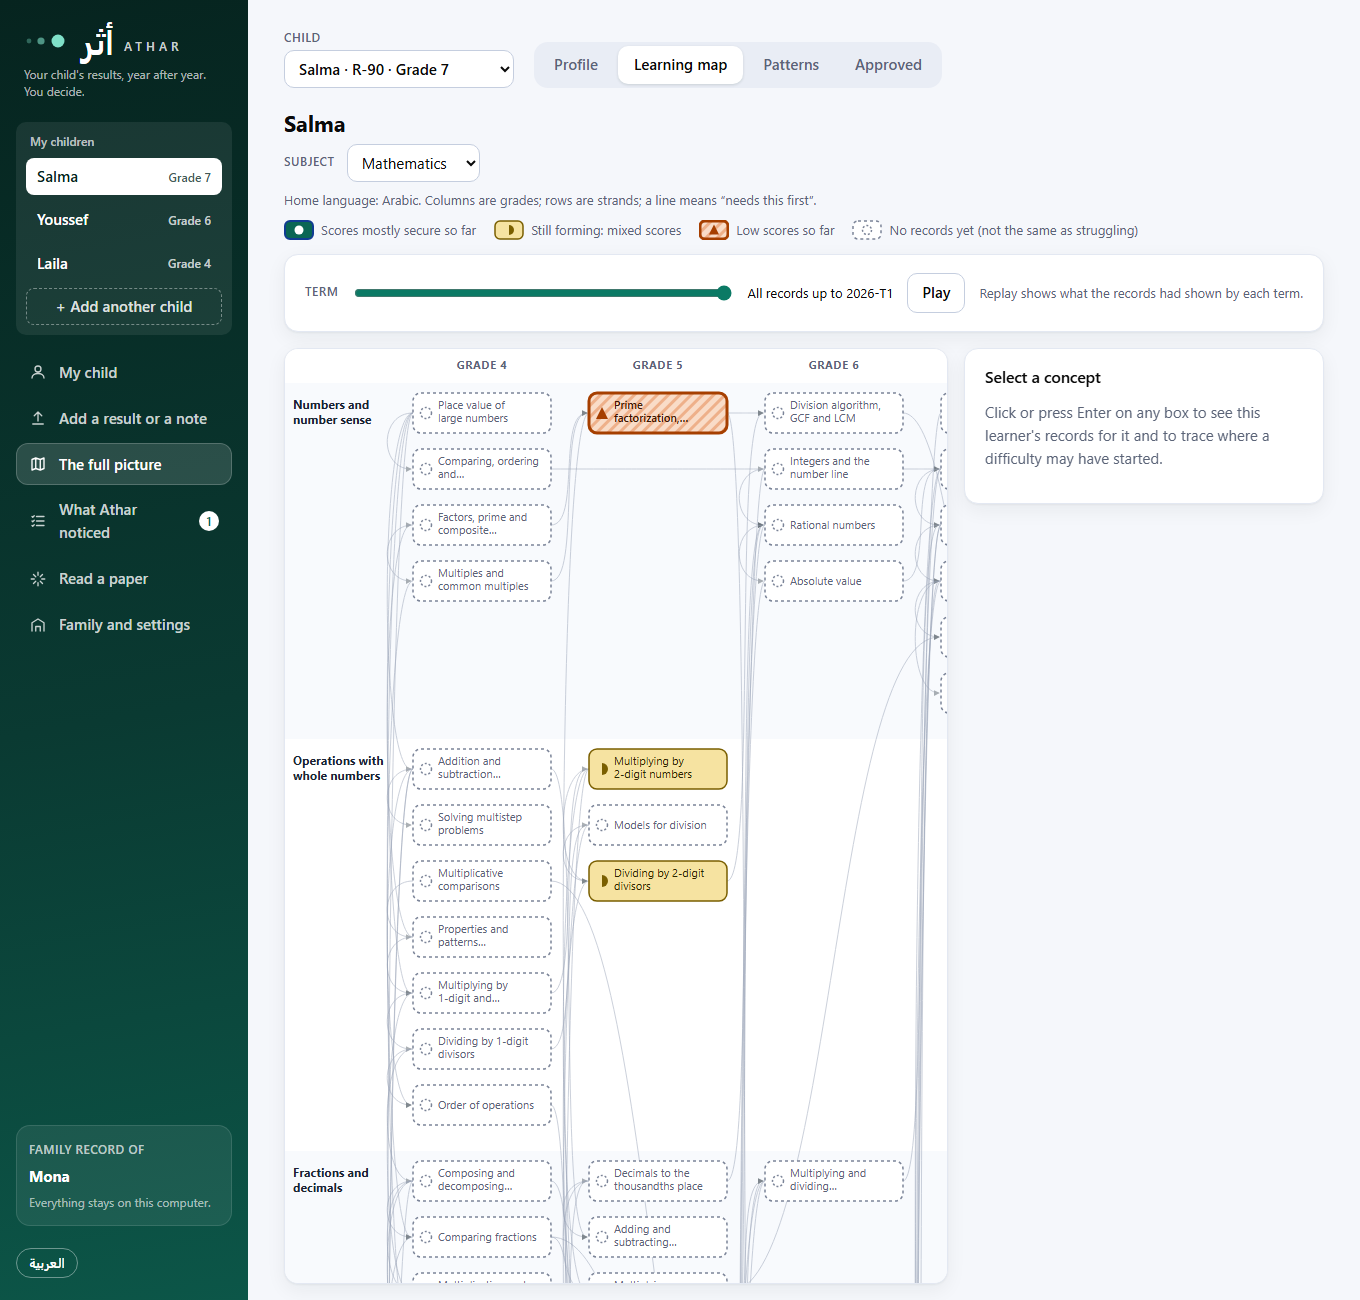 أثر ATHAR
Your child's results, year after year.
You decide.
My children
Salma Grade 7
Youssef Grade 6
Laila Grade 4
+ Add another child
My child
Add a result or a note
The full picture
What Athar
noticed
1
Read a paper
Family and settings
FAMILY RECORD OF
Mona
Everything stays on this computer.
العربية
CHILD
Salma · R-90 · Grade 7
Profile Learning map Patterns Approved
Salma
SUBJECT Mathematics
Home language: Arabic. Columns are grades; rows are strands; a line means “needs this first”.
Scores mostly secure so far Still forming: mixed scores Low scores so far No records yet (not the same as struggling)
TERM All records up to 2026-T1 Play Replay shows what the records had shown by each term.
GRADE 4 GRADE 5 GRADE 6
Numbers and
number sense
Place value of
large numbers
Prime
factorization,...
Division algorithm,
GCF and LCM
Comparing, ordering
and...
Integers and the
number line
Factors, prime and
composite...
Rational numbers
Multiples and
common multiples
Absolute value
Operations with
whole numbers
Addition and
subtraction...
Multiplying by
2-digit numbers
Solving multistep
problems
Models for division
Multiplicative
comparisons
Dividing by 2-digit
divisors
Properties and
patterns...
Multiplying by
1-digit and...
Dividing by 1-digit
divisors
Order of operations
Fractions and
decimals
Composing and
decomposing...
Decimals to the
thousandths place
Multiplying and
dividing...
Comparing fractions
Adding and
subtracting...
Select a concept
Click or press Enter on any box to see this
learner's records for it and to trace where a
difficulty may have started.